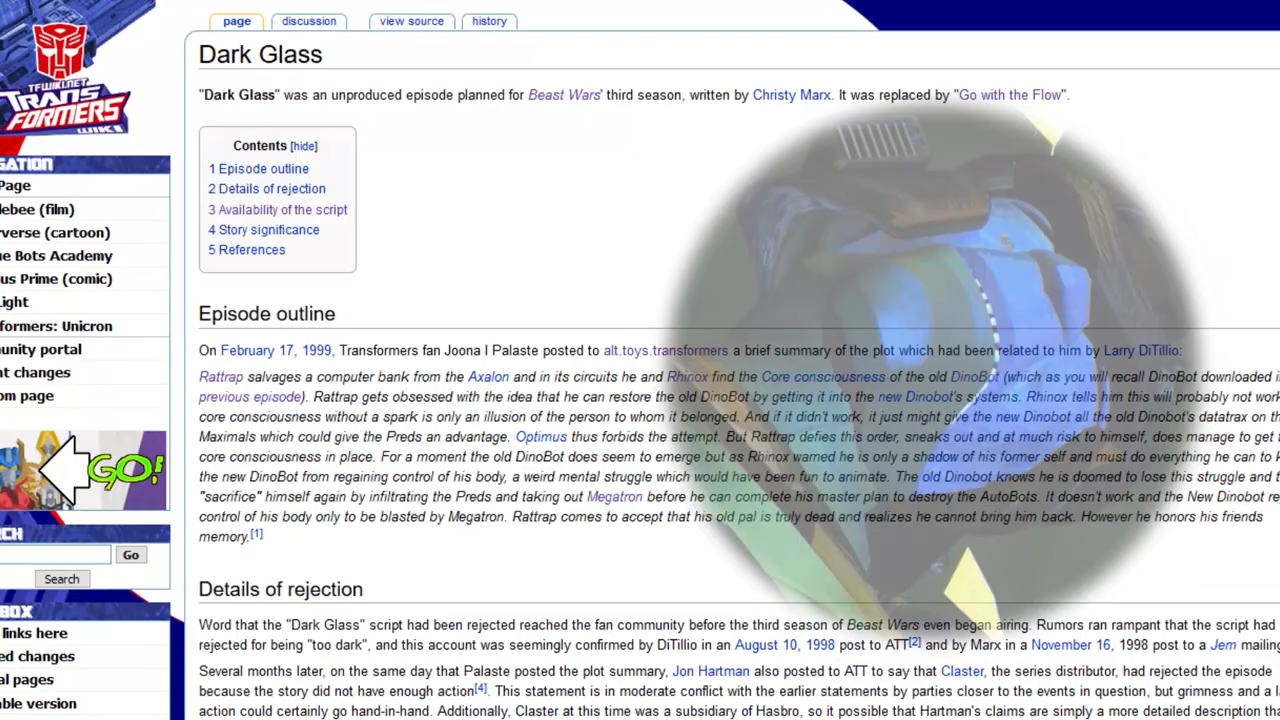 page
discussion
view source
history
TFWIKI.NET
TRANS
FORMERS
WIKI
Dark Glass
"Dark Glass" was an unproduced episode planned for Beast Wars' third season, written by Christy Marx. It was replaced by "Go with the Flow".
Contents [hide]
1 Episode outline
2 Details of rejection
3 Availability of the script
4 Story significance
5 References
Page
(film)
(cartoon)
Bots Academy
Prime (comic)
formers: Unicron
portal
changes
page
GO!
Go
Search
links here
changes
pages
version
Episode outline
On February 17, 1999, Transformers fan Joona I Palaste posted to alt.toys.transformers a brief summary of the plot which had been related to him by Larry DiTillio:
Rattrap salvages a computer bank from the Axalon and in its circuits he and Rhinox find the Core consciousness of the old DinoBot (which as you will recall DinoBot downloaded
previous episode). Rattrap gets obsessed with the idea that he can restore the old DinoBot by getting it into the new Dinobot's systems. Rhinox tells him this will probably not
core consciousness without a spark is only an illusion of the person to whom it belonged. And if it didn't work, it just might give the new Dinobot all the old Dinobot's datatrax on
Maximals which could give the Preds an advantage. Optimus thus forbids the attempt. But Rattrap defies this order, sneaks out and at much risk to himself, does manage to get
core consciousness in place. For a moment the old DinoBot does seem to emerge but as Rhinox warned he is only a shadow of his former self and must do everything he can to
the new DinoBot from regaining control of his body, a weird mental struggle which would have been fun to animate. The old Dinobot knows he is doomed to lose this struggle and
"sacrifice" himself again by infiltrating the Preds and taking out Megatron before he can complete his master plan to destroy the AutoBots. It doesn't work and the New Dinobot
control of his body only to be blasted by Megatron. Rattrap comes to accept that his old pal is truly dead and realizes he cannot bring him back. However he honors his friends
memory.[1]
Details of rejection
Word that the "Dark Glass" script had been rejected reached the fan community before the third season of Beast Wars even began airing. Rumors ran rampant that the script had
rejected for being "too dark", and this account was seemingly confirmed by DiTillio in an August 10, 1998 post to ATT[2] and by Marx in a November 16, 1998 post to a Jem
Several months later, on the same day that Palaste posted the plot summary, Jon Hartman also posted to ATT to say that Claster, the series distributor, had rejected the episode
because the story did not have enough action[4]. This statement is in moderate conflict with the earlier statements by parties closer to the events in question, but grimness and a
action could certainly go hand-in-hand. Additionally, Claster at this time was a subsidiary of Hasbro, so it possible that Hartman's claims are simply a more detailed description